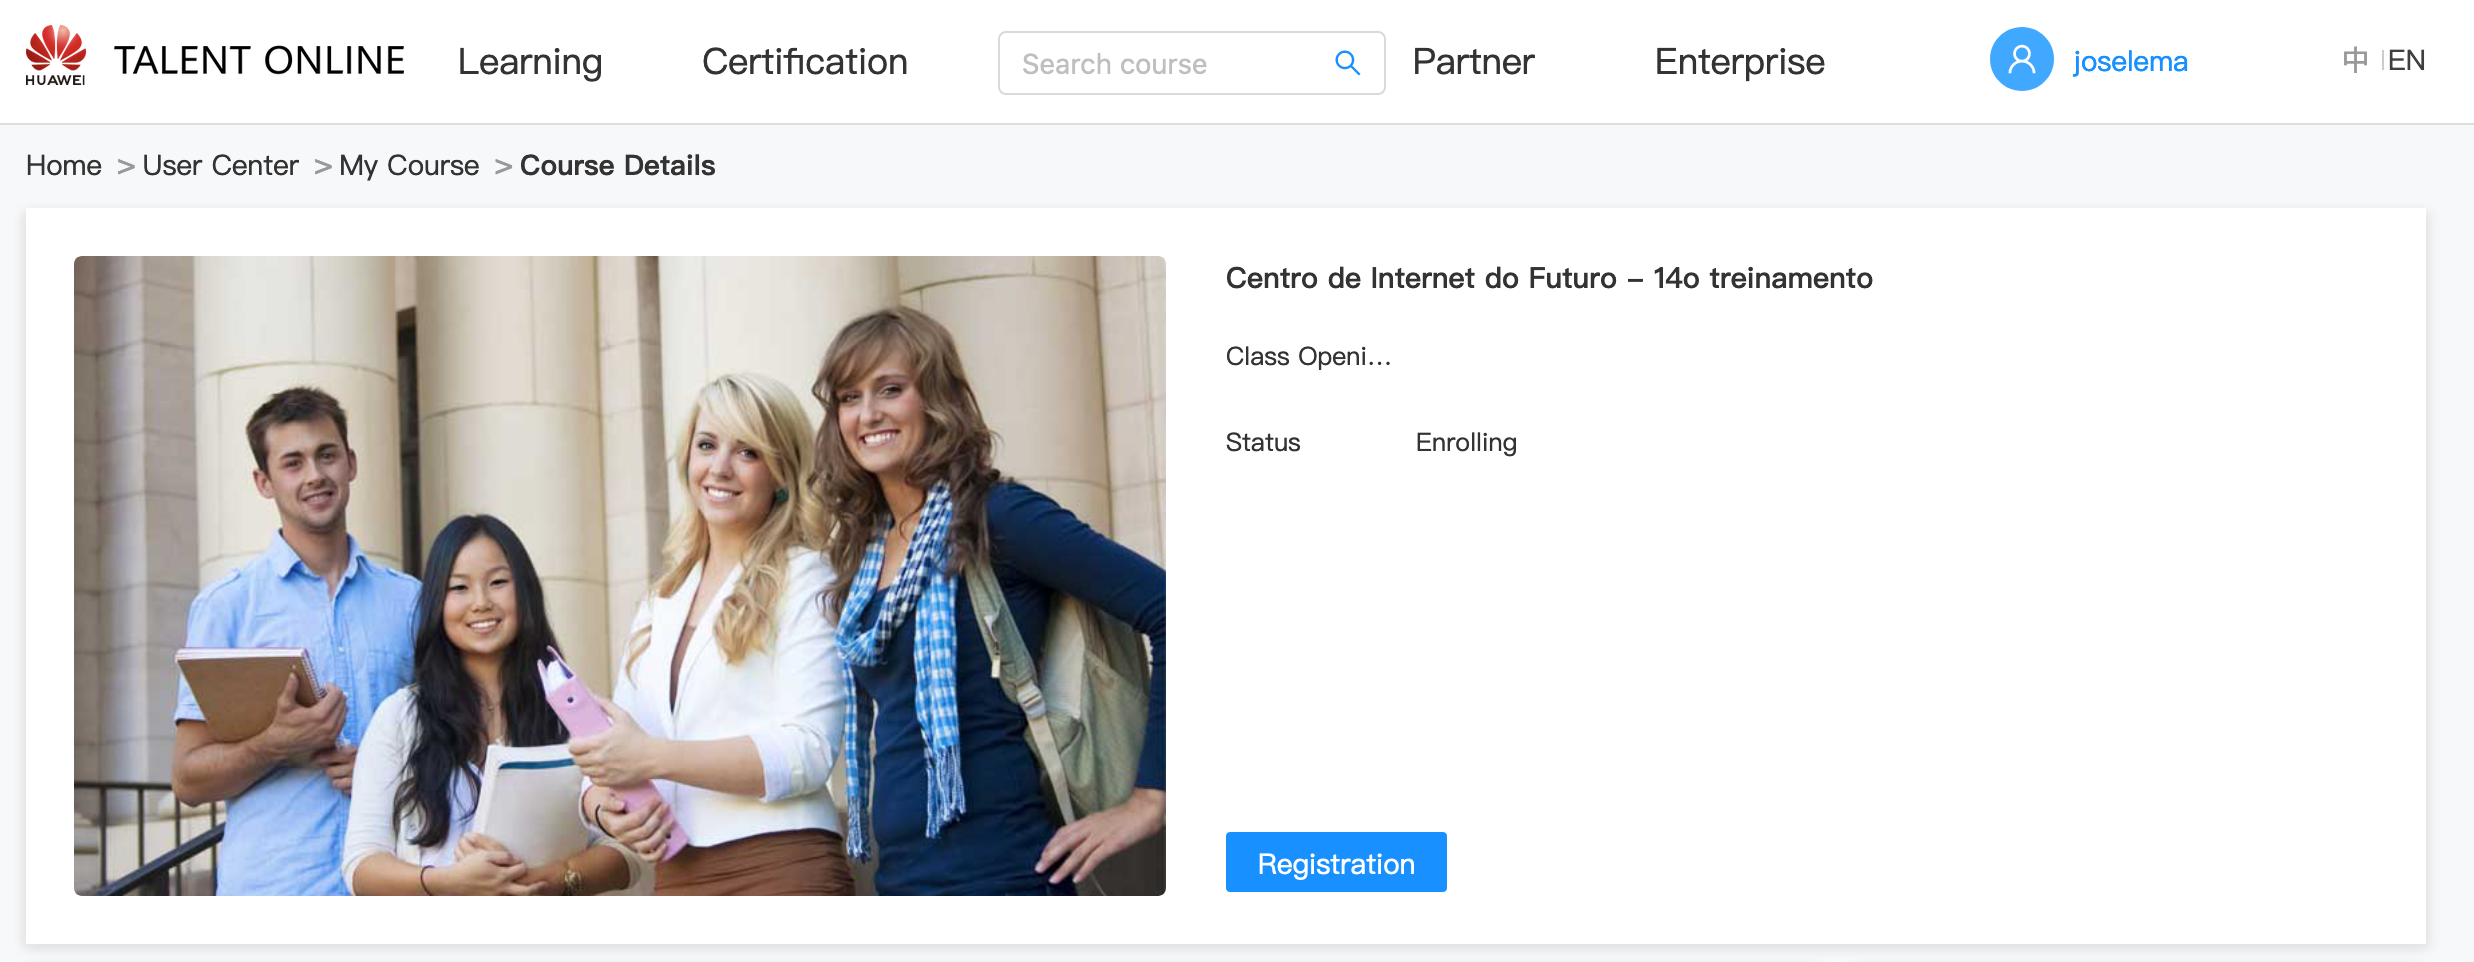 HUAWEI TALENT ONLINE Learning Certification Search course Partner Enterprise joselema 中 | EN
Home > User Center > My Course > Course Details
Centro de Internet do Futuro – 14o treinamento
Class Openi...
Status Enrolling
Registration